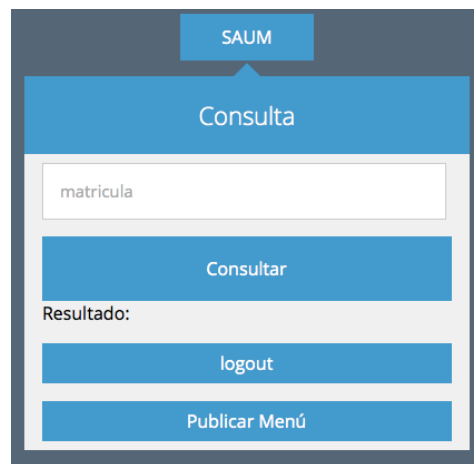 SAUM
Consulta
matricula
Consultar
Resultado:
logout
Publicar Menú